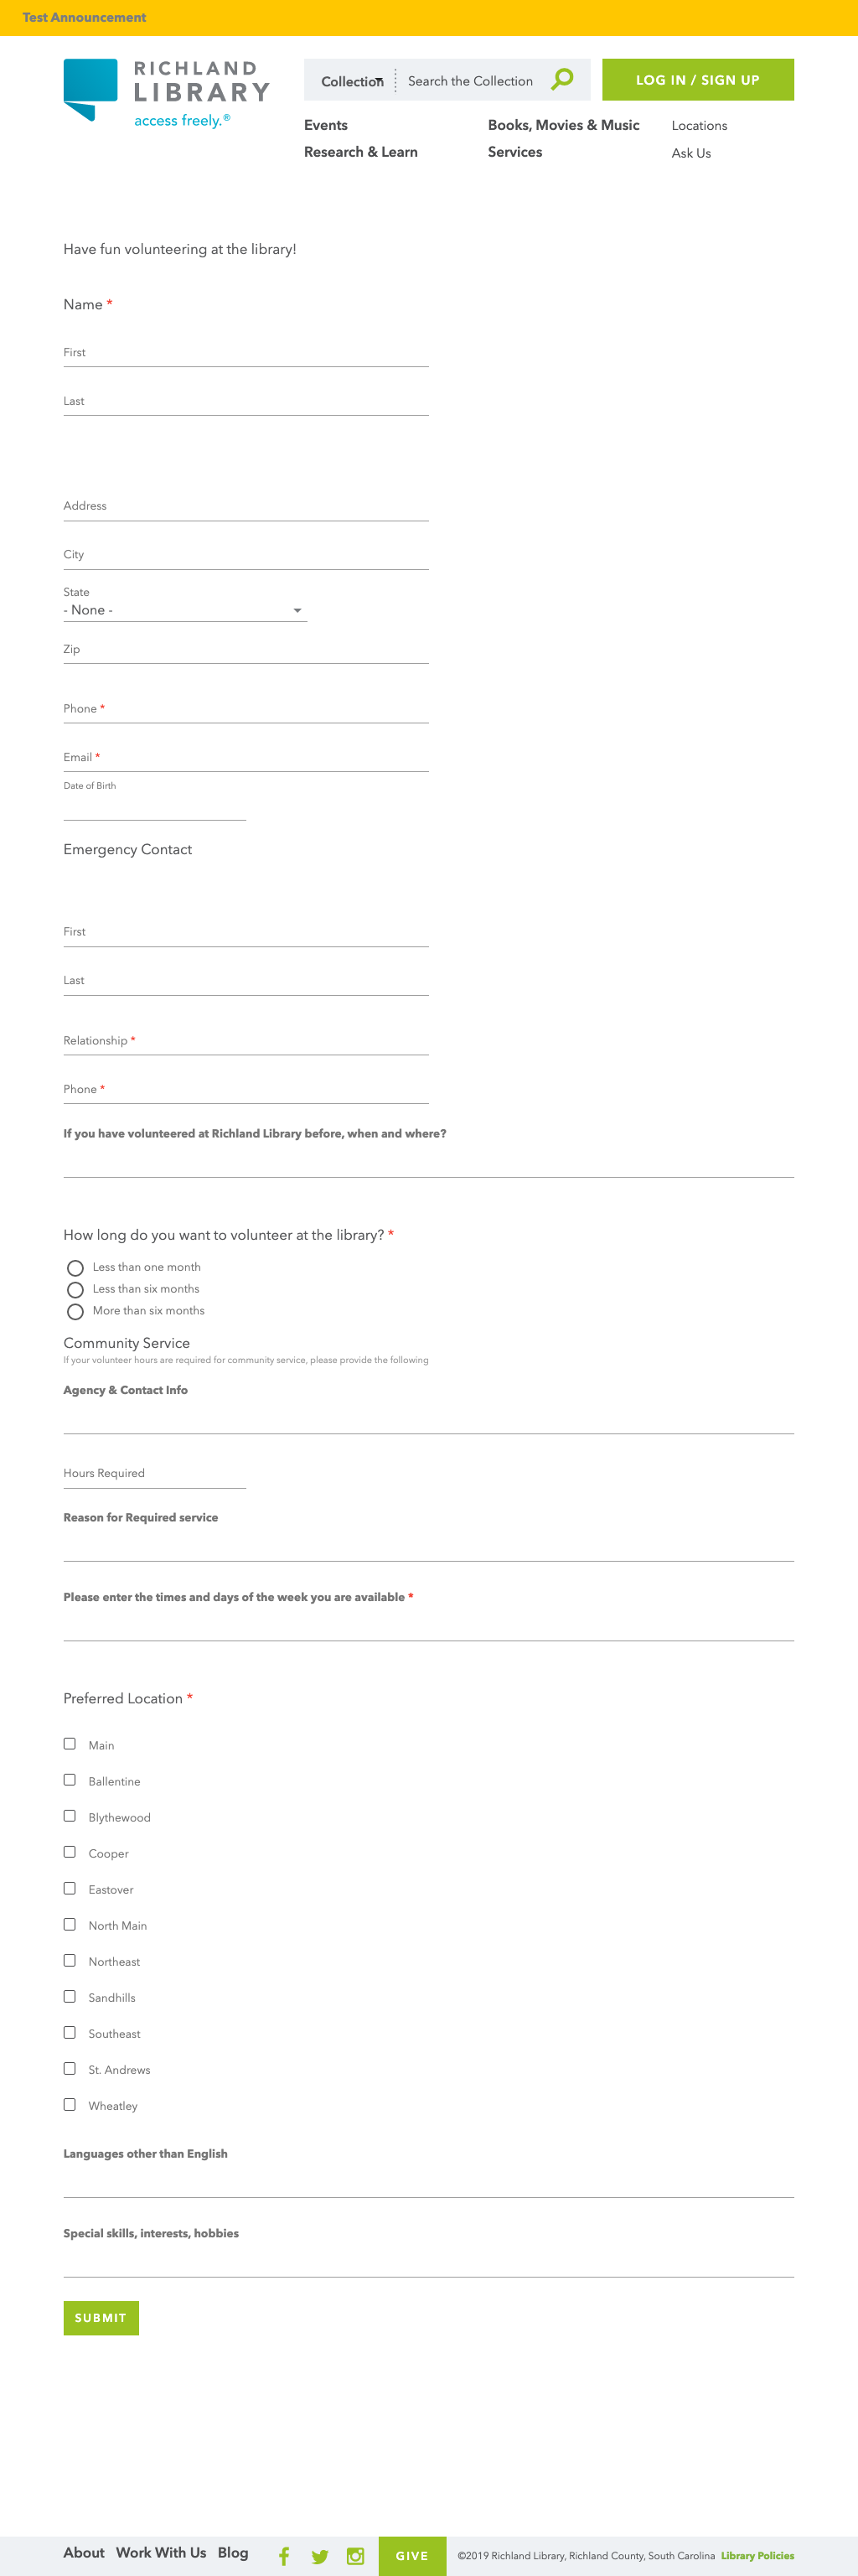 Test Announcement
RICHLAND
LIBRARY
access freely.®
Collection
Search the Collection
LOG IN / SIGN UP
Events
Books, Movies & Music
Locations
Research & Learn
Services
Ask Us
Have fun volunteering at the library!
Name *
First
Last
Address
City
State
- None -
Zip
Phone *
Email *
Date of Birth
Emergency Contact
First
Last
Relationship *
Phone *
If you have volunteered at Richland Library before, when and where?
How long do you want to volunteer at the library? *
Less than one month
Less than six months
More than six months
Community Service
If your volunteer hours are required for community service, please provide the following
Agency & Contact Info
Hours Required
Reason for Required service
Please enter the times and days of the week you are available *
Preferred Location *
Main
Ballentine
Blythewood
Cooper
Eastover
North Main
Northeast
Sandhills
Southeast
St. Andrews
Wheatley
Languages other than English
Special skills, interests, hobbies
SUBMIT
About Work With Us Blog
GIVE
©2019 Richland Library, Richland County, South Carolina Library Policies